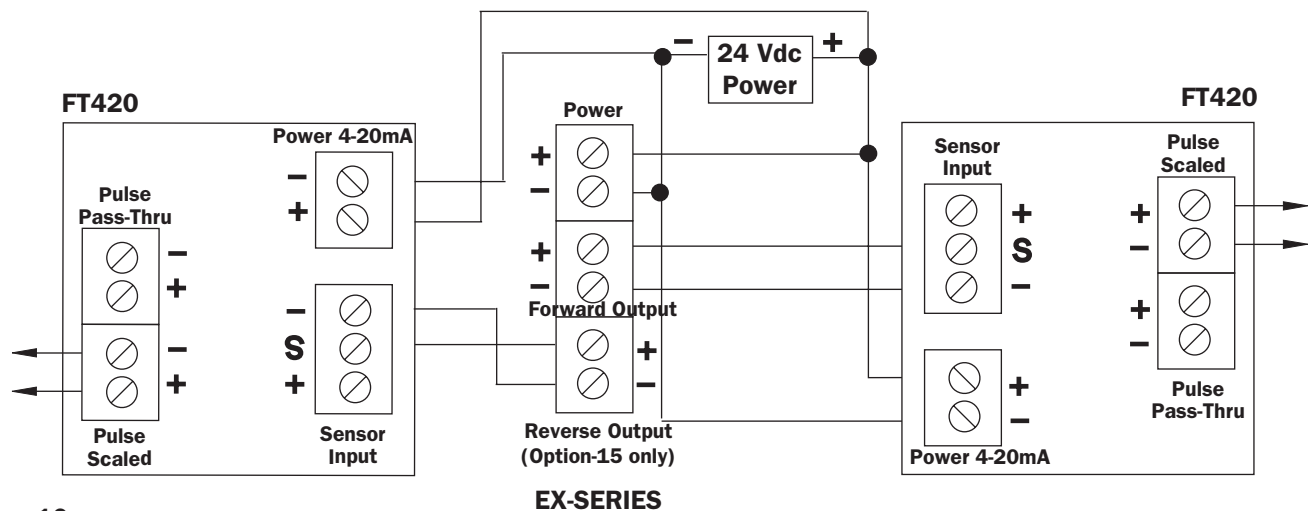 − 24 Vdc +
Power
FT420
Power 4-20mA
−
+
Pulse
Pass-Thru
−
+
−
+
Pulse
Scaled
−
S
+
Sensor
Input
Power
+
−
+
−
Forward Output
+
−
Reverse Output
(Option-15 only)
EX-SERIES
FT420
Sensor
Input
+
S
−
Pulse
Scaled
+
−
+
−
Pulse
Pass-Thru
+
−
Power 4-20mA